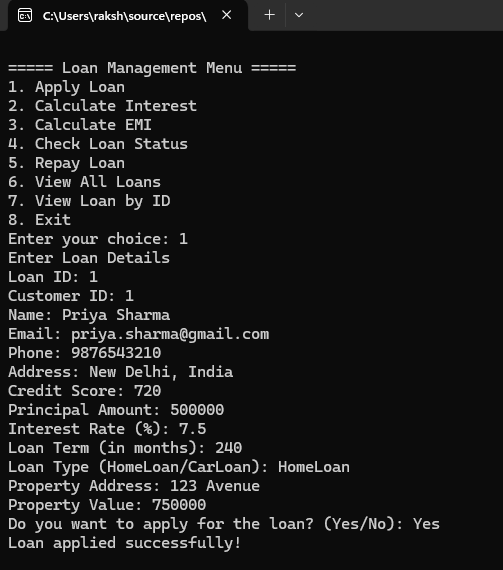 C:\Users\raksh\source\repos\
===== Loan Management Menu =====
1. Apply Loan
2. Calculate Interest
3. Calculate EMI
4. Check Loan Status
5. Repay Loan
6. View All Loans
7. View Loan by ID
8. Exit
Enter your choice: 1
Enter Loan Details
Loan ID: 1
Customer ID: 1
Name: Priya Sharma
Email: priya.sharma@gmail.com
Phone: 9876543210
Address: New Delhi, India
Credit Score: 720
Principal Amount: 500000
Interest Rate (%): 7.5
Loan Term (in months): 240
Loan Type (HomeLoan/CarLoan): HomeLoan
Property Address: 123 Avenue
Property Value: 750000
Do you want to apply for the loan? (Yes/No): Yes
Loan applied successfully!